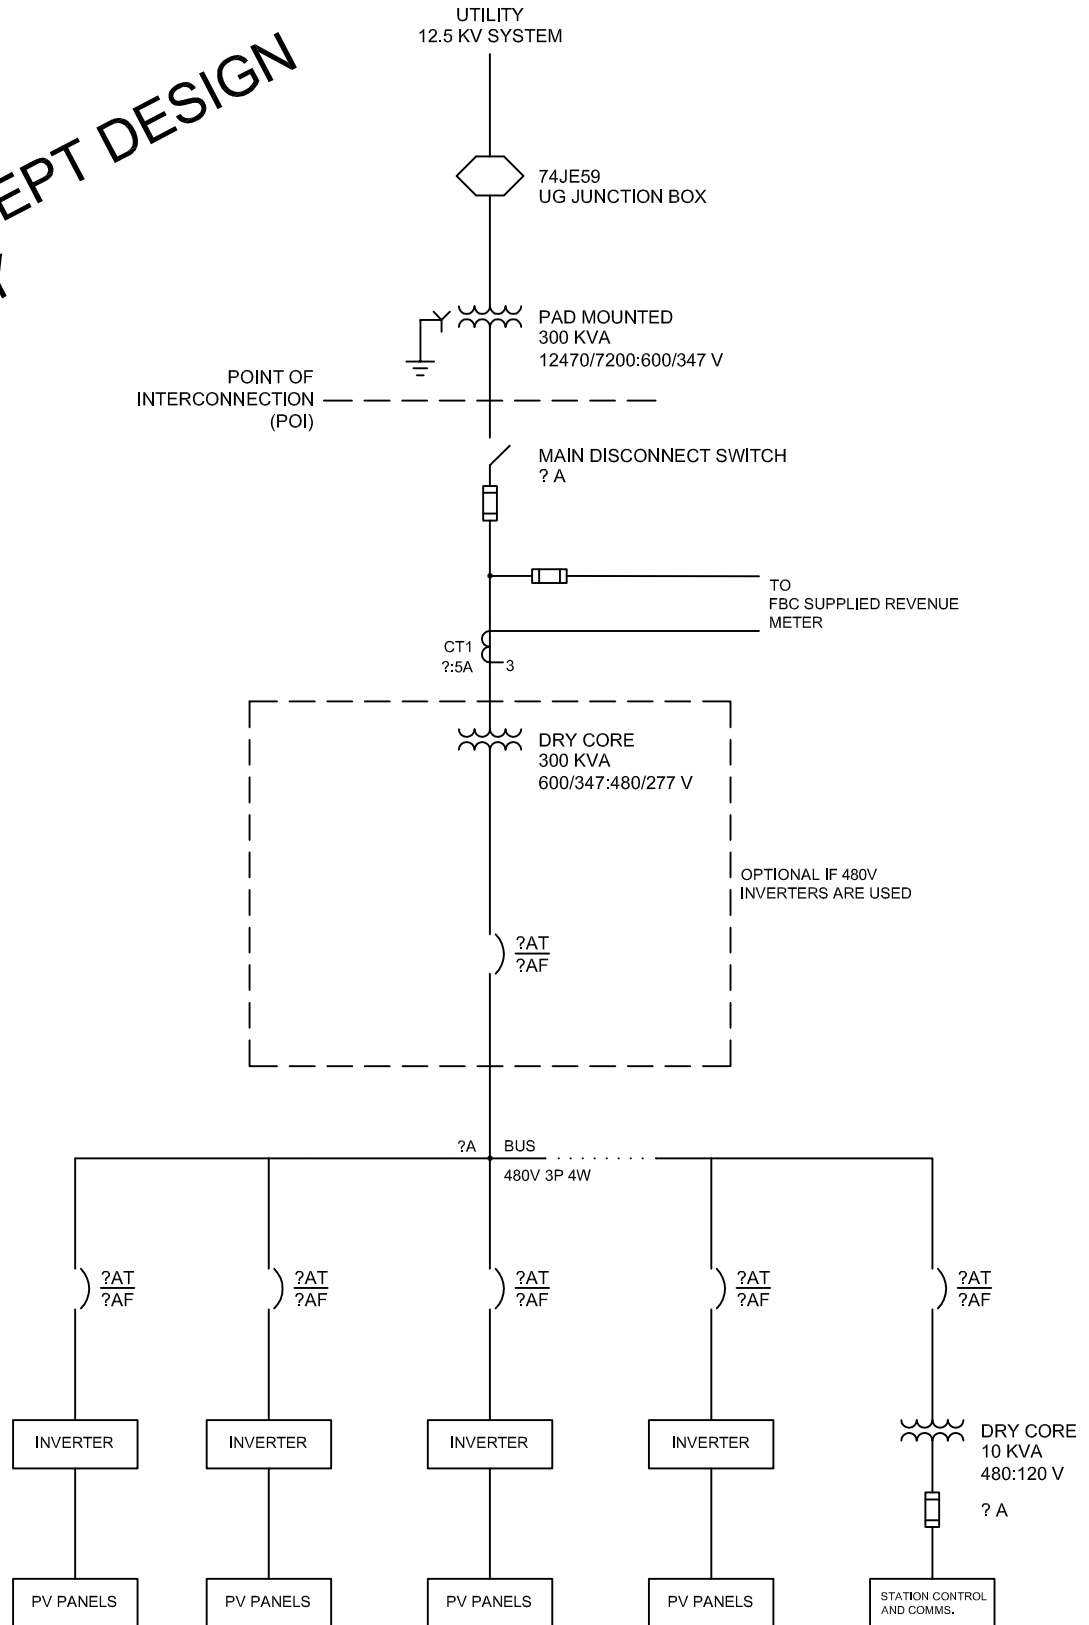 UTILITY
12.5 KV SYSTEM
DESIGN
74JE59
UG JUNCTION BOX
PAD MOUNTED
300 KVA
12470/7200:600/347 V
POINT OF
INTERCONNECTION
(POI)
MAIN DISCONNECT SWITCH
? A
TO
FBC SUPPLIED REVENUE
METER
CT1
?:5A
3
DRY CORE
300 KVA
600/347:480/277 V
OPTIONAL IF 480V
INVERTERS ARE USED
?AT
?AF
?A BUS
480V 3P 4W
?AT
?AF
?AT
?AF
?AT
?AF
?AT
?AF
?AT
?AF
INVERTER
INVERTER
INVERTER
INVERTER
DRY CORE
10 KVA
480:120 V
? A
PV PANELS
PV PANELS
PV PANELS
PV PANELS
STATION CONTROL
AND COMMS.